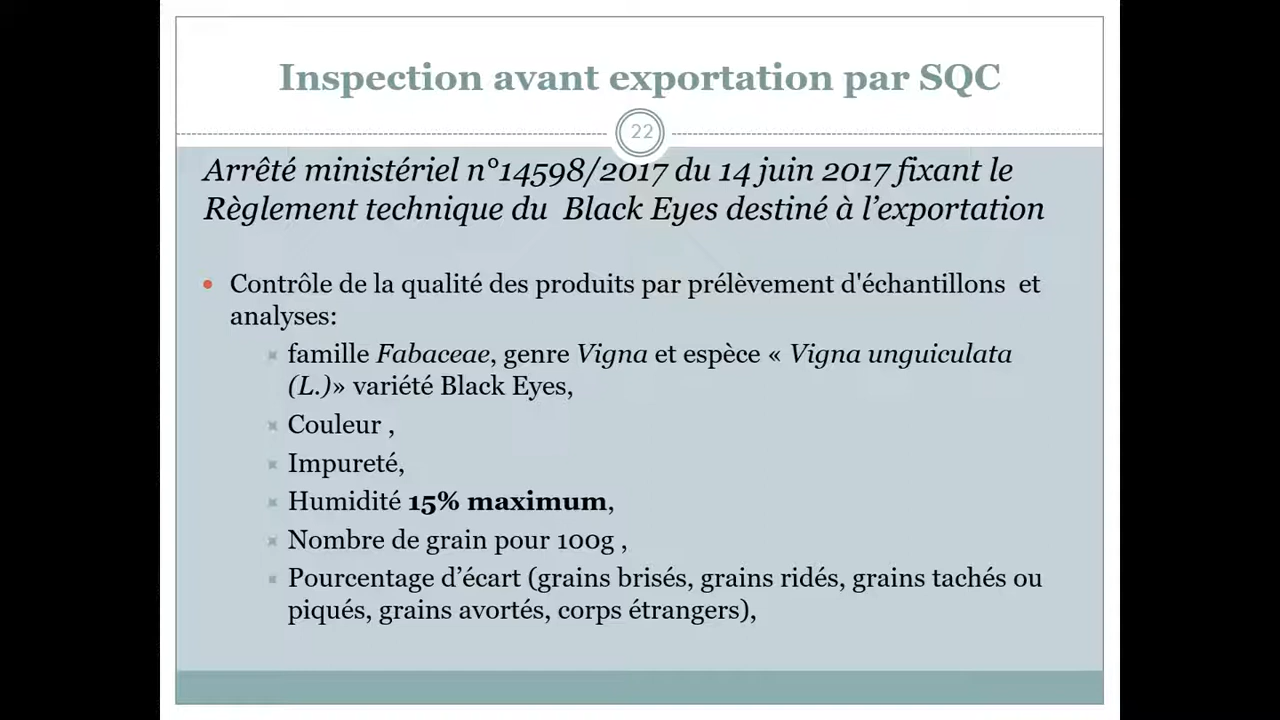 Inspection avant exportation par SQC
22
Arrêté ministériel n°14598/2017 du 14 juin 2017 fixant le
Règlement technique du Black Eyes destiné à l’exportation
• Contrôle de la qualité des produits par prélèvement d'échantillons et
analyses:
famille Fabaceae, genre Vigna et espèce « Vigna unguiculata
(L.)» variété Black Eyes,
Couleur ,
Impureté,
Humidité 15% maximum,
Nombre de grain pour 100g ,
Pourcentage d’écart (grains brisés, grains ridés, grains tachés ou
piqués, grains avortés, corps étrangers),